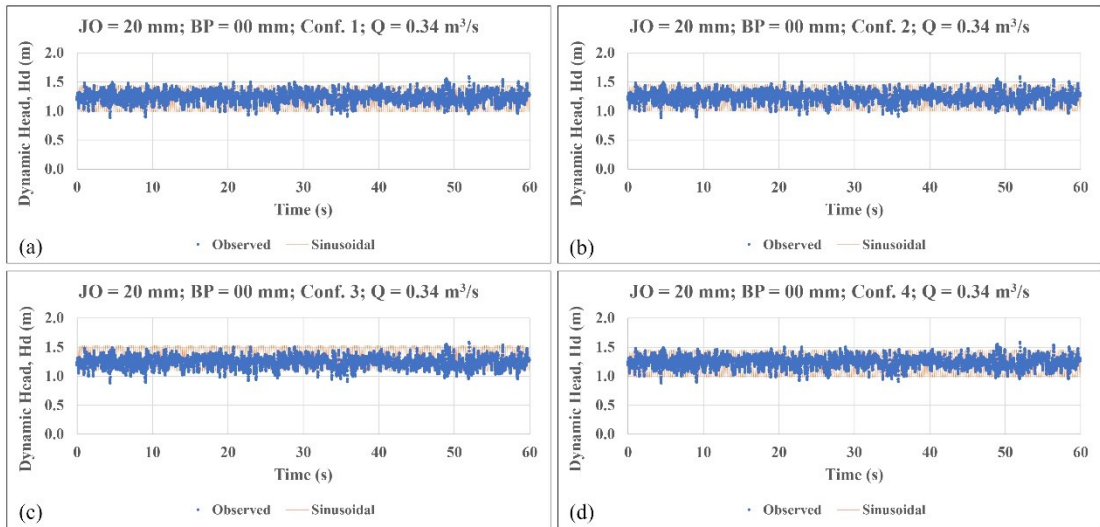 JO = 20 mm; BP = 00 mm; Conf. 1; Q = 0.34 m³/s
Dynamic Head, Hd (m)
2.0
1.5
1.0
0.5
0.0
0 10 20 30 40 50 60
Time (s)
Observed Sinusoidal
(a)
JO = 20 mm; BP = 00 mm; Conf. 2; Q = 0.34 m³/s
Dynamic Head, Hd (m)
2.0
1.5
1.0
0.5
0.0
0 10 20 30 40 50 60
Time (s)
Observed Sinusoidal
(b)
JO = 20 mm; BP = 00 mm; Conf. 3; Q = 0.34 m³/s
Dynamic Head, Hd (m)
2.0
1.5
1.0
0.5
0.0
0 10 20 30 40 50 60
Time (s)
Observed Sinusoidal
(c)
JO = 20 mm; BP = 00 mm; Conf. 4; Q = 0.34 m³/s
Dynamic Head, Hd (m)
2.0
1.5
1.0
0.5
0.0
0 10 20 30 40 50 60
Time (s)
Observed Sinusoidal
(d)